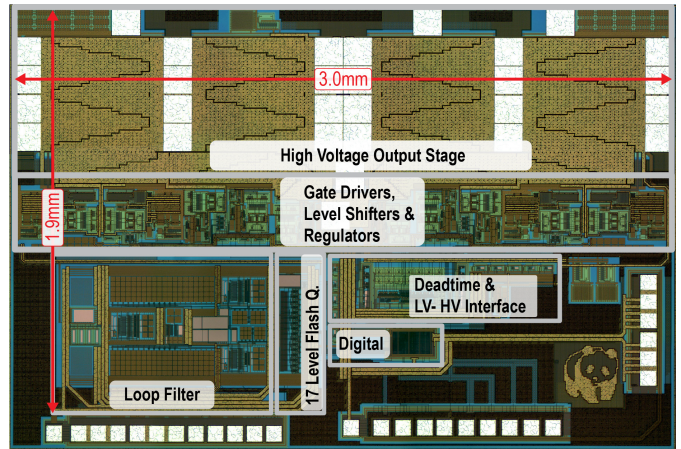 3.0mm
High Voltage Output Stage
1.9mm
Gate Drivers,
Level Shifters &
Regulators
17 Level Flash Q.
Deadtime &
LV- HV Interface
Digital
Loop Filter